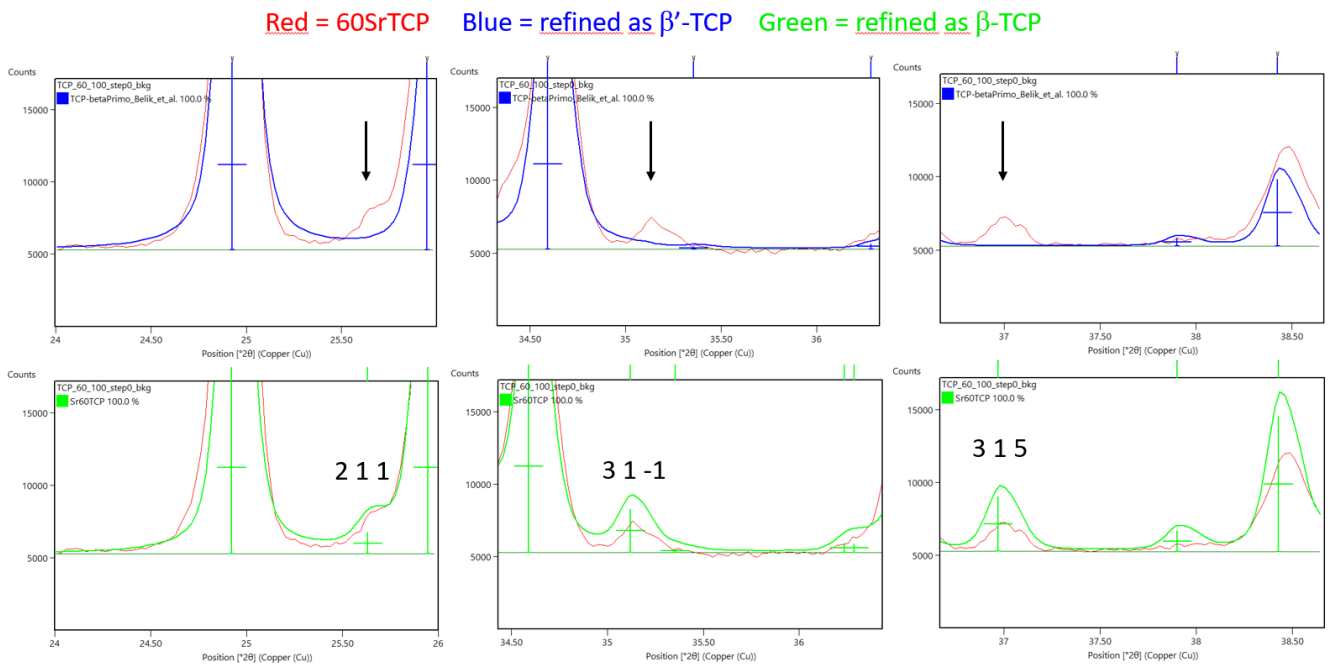 Red = 60SrTCP Blue = refined as β’-TCP Green = refined as β-TCP
Counts
TCP_60_100_step0_bkg
TCP-betaPrimo_Belik_et_al. 100.0 %
15000
10000
5000
24 24.50 25 25.50
Position [°2θ] (Copper (Cu))
Counts
TCP_60_100_step0_bkg
TCP-betaPrimo_Belik_et_al. 100.0 %
15000
10000
5000
34.50 35 35.50 36
Position [°2θ] (Copper (Cu))
Counts
TCP_60_100_step0_bkg
TCP-betaPrimo_Belik_et_al. 100.0 %
15000
10000
5000
37 37.50 38 38.50
Position [°2θ] (Copper (Cu))
Counts
TCP_60_100_step0_bkg
Sr60TCP 100.0 %
15000
10000
5000
2 1 1
24 24.50 25 25.50 26
Position [°2θ] (Copper (Cu))
Counts
TCP_60_100_step0_bkg
Sr60TCP 100.0 %
15000
10000
5000
3 1 -1
34.50 35 35.50 36
Position [°2θ] (Copper (Cu))
Counts
TCP_60_100_step0_bkg
Sr60TCP 100.0 %
15000
10000
5000
3 1 5
37 37.50 38 38.50
Position [°2θ] (Copper (Cu))